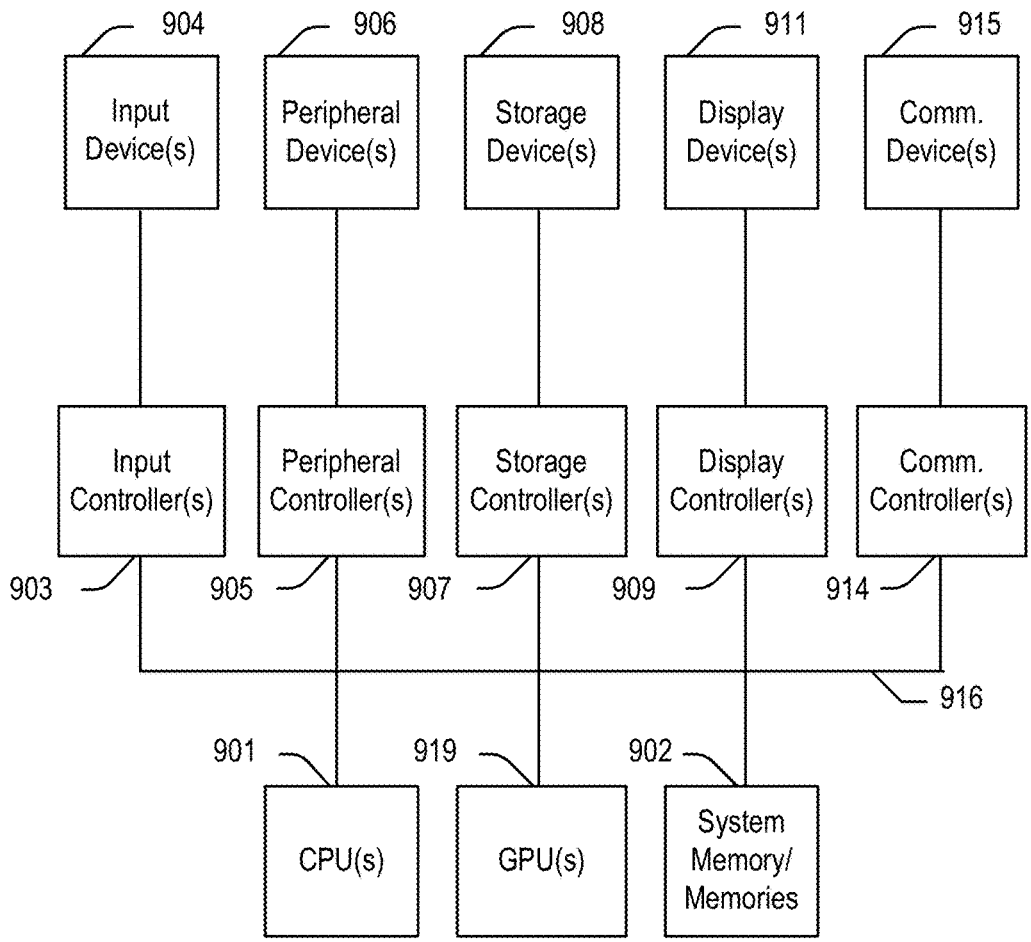 904
906
908
911
915
Input
Device(s)
Peripheral
Device(s)
Storage
Device(s)
Display
Device(s)
Comm.
Device(s)
Input
Controller(s)
Peripheral
Controller(s)
Storage
Controller(s)
Display
Controller(s)
Comm.
Controller(s)
903
905
907
909
914
916
901
919
902
CPU(s)
GPU(s)
System
Memory/
Memories